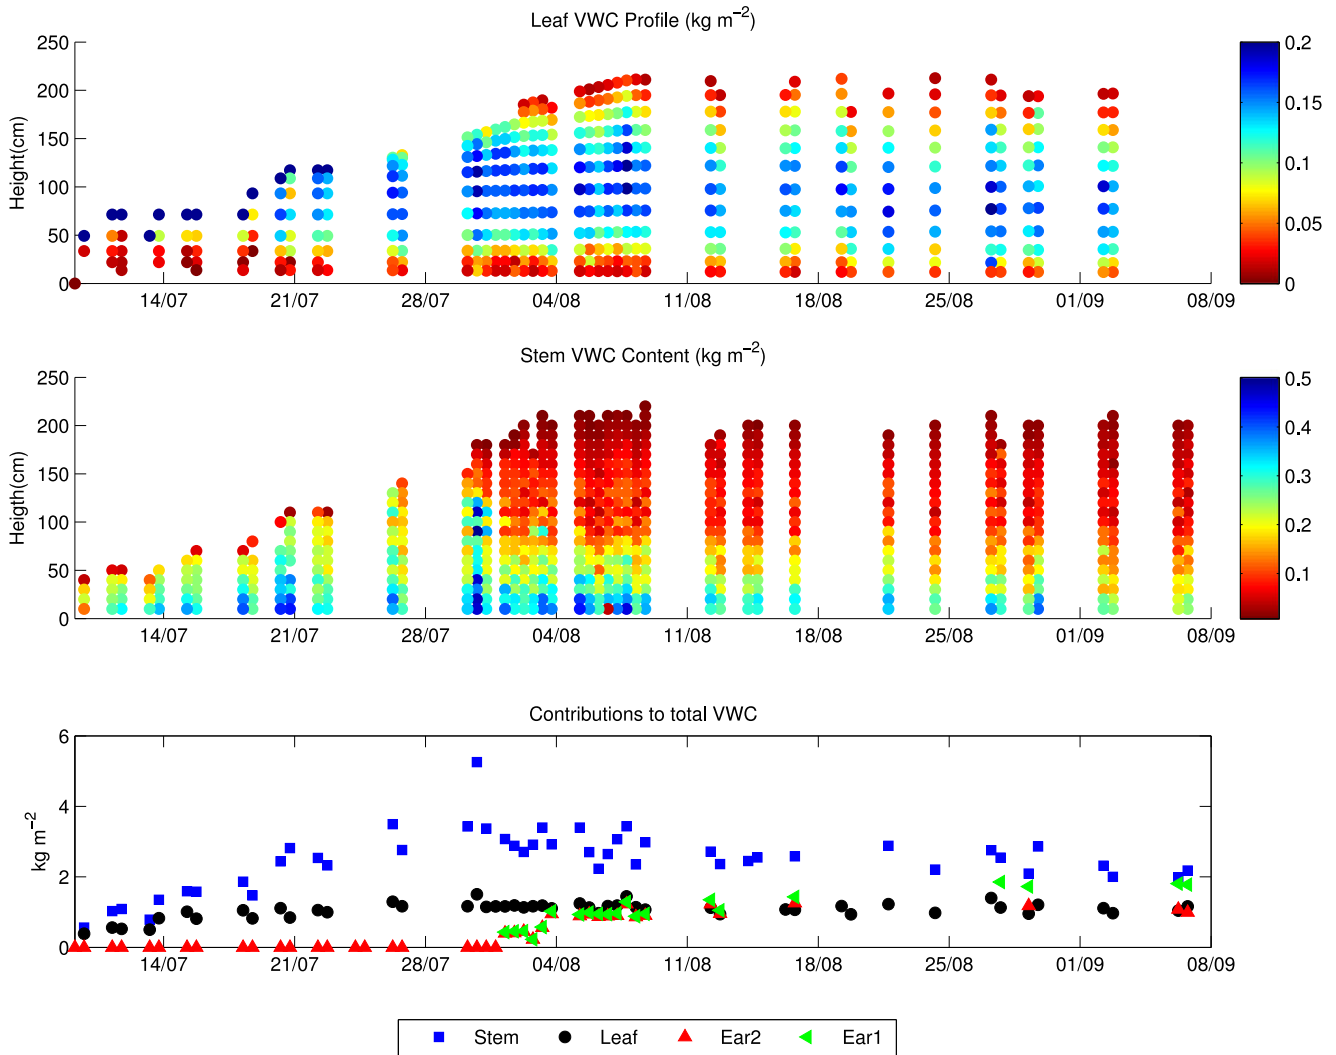 Leaf VWC Profile (kg m⁻²)
Height(cm)
250
200
150
100
50
0
14/07 21/07 28/07 04/08 11/08 18/08 25/08 01/09 08/09
0.2
0.15
0.1
0.05
0
Stem VWC Content (kg m⁻²)
Heigth(cm)
250
200
150
100
50
0
14/07 21/07 28/07 04/08 11/08 18/08 25/08 01/09 08/09
0.5
0.4
0.3
0.2
0.1
Contributions to total VWC
kg m⁻²
6
4
2
0
14/07 21/07 28/07 04/08 11/08 18/08 25/08 01/09 08/09
Stem Leaf Ear2 Ear1